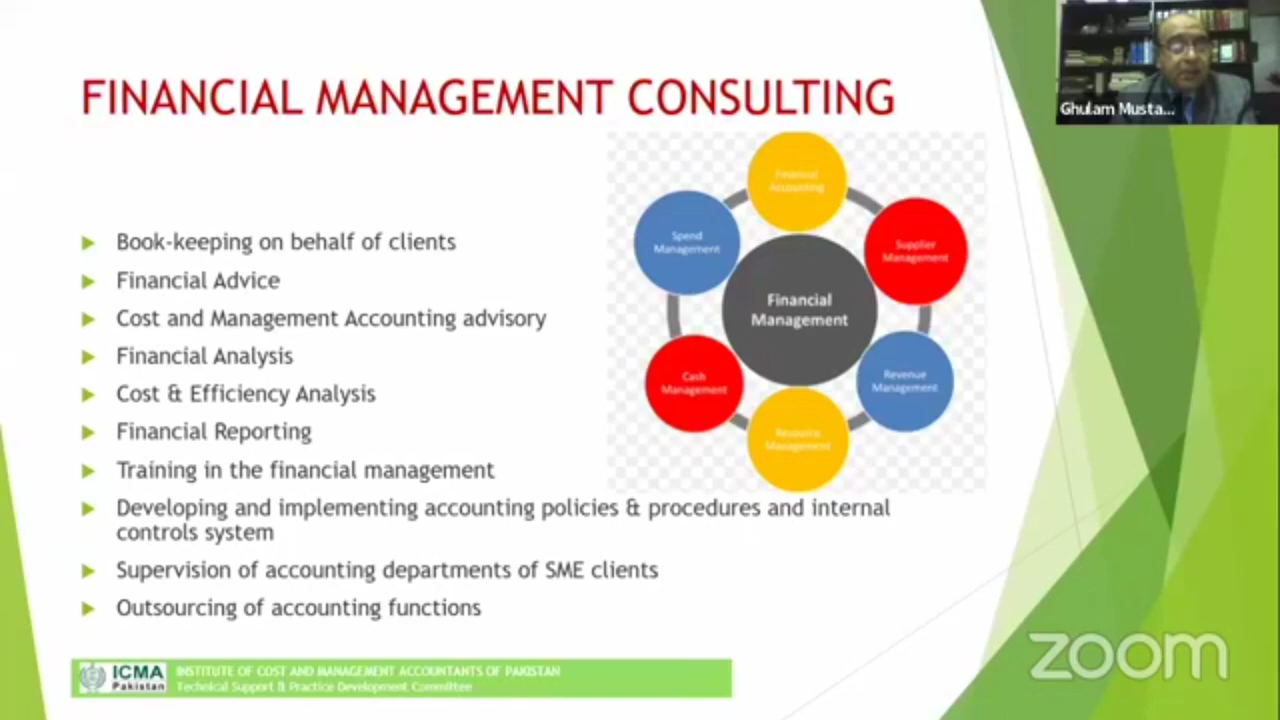 FINANCIAL MANAGEMENT CONSULTING
Ghulam Musta...
Book-keeping on behalf of clients
Financial Advice
Cost and Management Accounting advisory
Financial Analysis
Cost & Efficiency Analysis
Financial Reporting
Training in the financial management
Developing and implementing accounting policies & procedures and internal
controls system
Supervision of accounting departments of SME clients
Outsourcing of accounting functions
Financial
Accounting
Spend
Management
Supplier
Management
Financial
Management
Cash
Management
Revenue
Management
Resource
Management
ICMA
Pakistan
INSTITUTE OF COST AND MANAGEMENT ACCOUNTANTS OF PAKISTAN
Technical Support & Practice Development Committee
zoom